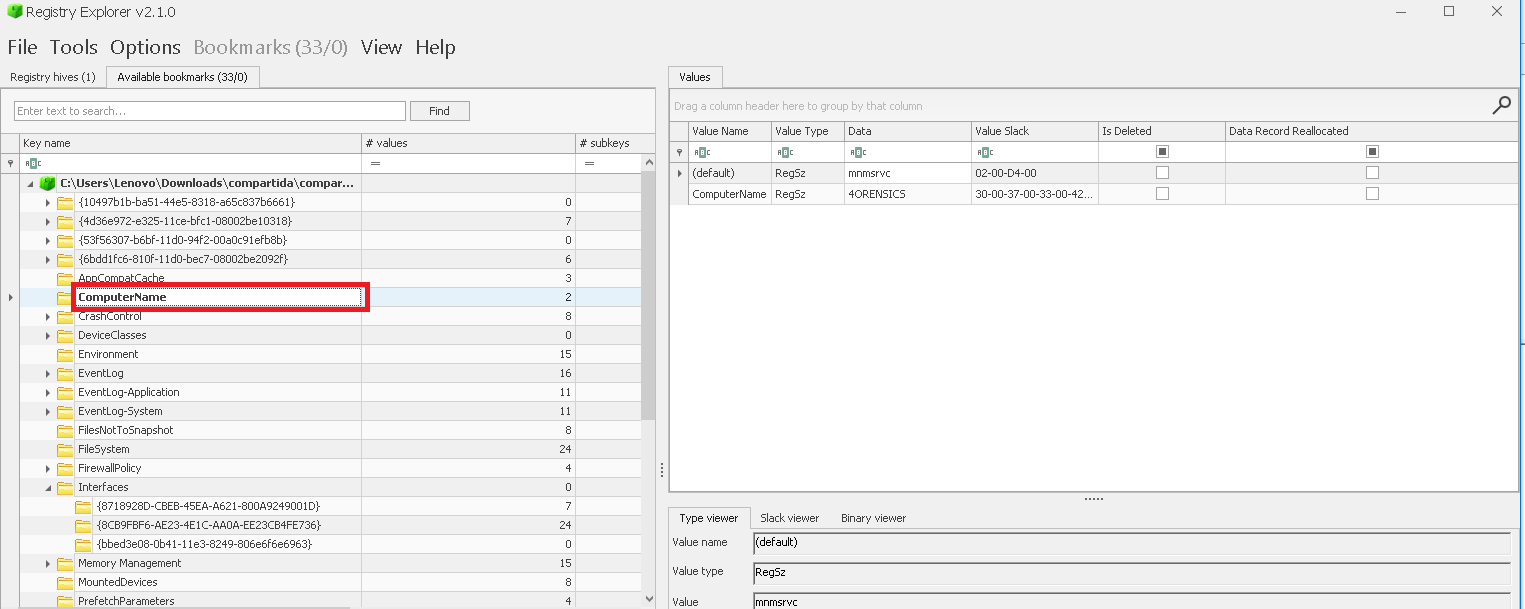 Registry Explorer v2.1.0
File Tools Options Bookmarks (33/0) View Help
Registry hives (1) Available bookmarks (33/0)
Enter text to search... Find
Key name # values # subkeys
= =
C:\Users\Lenovo\Downloads\compartida\compar...
{10497b1b-ba51-44e5-8318-a65c837b6661} 0
{4d36e972-e325-11ce-bfc1-08002be10318} 7
{53f56307-b6bf-11d0-94f2-00a0c91efb8b} 0
{6bdd1fc6-810f-11d0-bec7-08002be2092f} 6
AppCompatCache 3
ComputerName 2
CrashControl 8
DeviceClasses 0
Environment 15
EventLog 16
EventLog-Application 11
EventLog-System 11
FilesNotToSnapshot 8
FileSystem 24
FirewallPolicy 4
Interfaces 0
{8718928D-CBEB-45EA-A621-800A9249001D} 7
{8CB9FBF6-AE23-4E1C-AA0A-EE23CB4FE736} 24
{bbed3e08-0b41-11e3-8249-806e6f6e6963} 0
Memory Management 15
MountedDevices 8
PrefetchParameters 4
Values
Drag a column header here to group by that column
Value Name Value Type Data Value Slack Is Deleted Data Record Reallocated
(default) RegSz mnmsrvc 02-00-D4-00
ComputerName RegSz 4ORENSICS 30-00-37-00-33-00-42...
Type viewer Slack viewer Binary viewer
Value name (default)
Value type RegSz
Value mnmsrvc